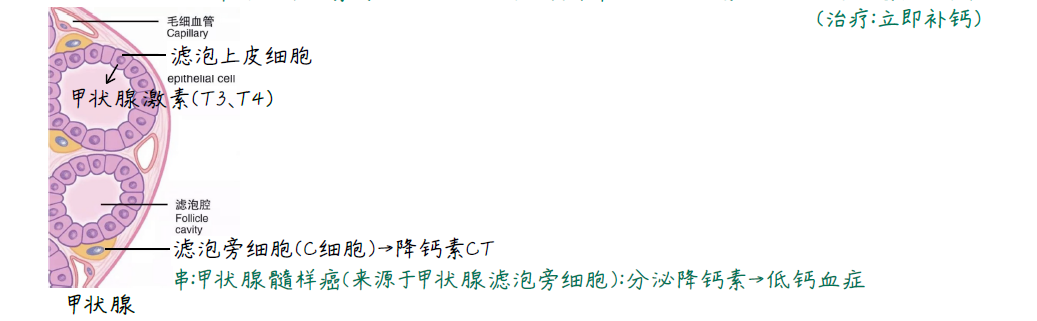 (治疗:立即补钙)
毛细血管
Capillary
滤泡上皮细胞
epithelial cell
甲状腺激素(T3、T4)
滤泡腔
Follicle
cavity
滤泡旁细胞(C细胞)→降钙素CT
串:甲状腺髓样癌(来源于甲状腺滤泡旁细胞):分泌降钙素→低钙血症
甲状腺